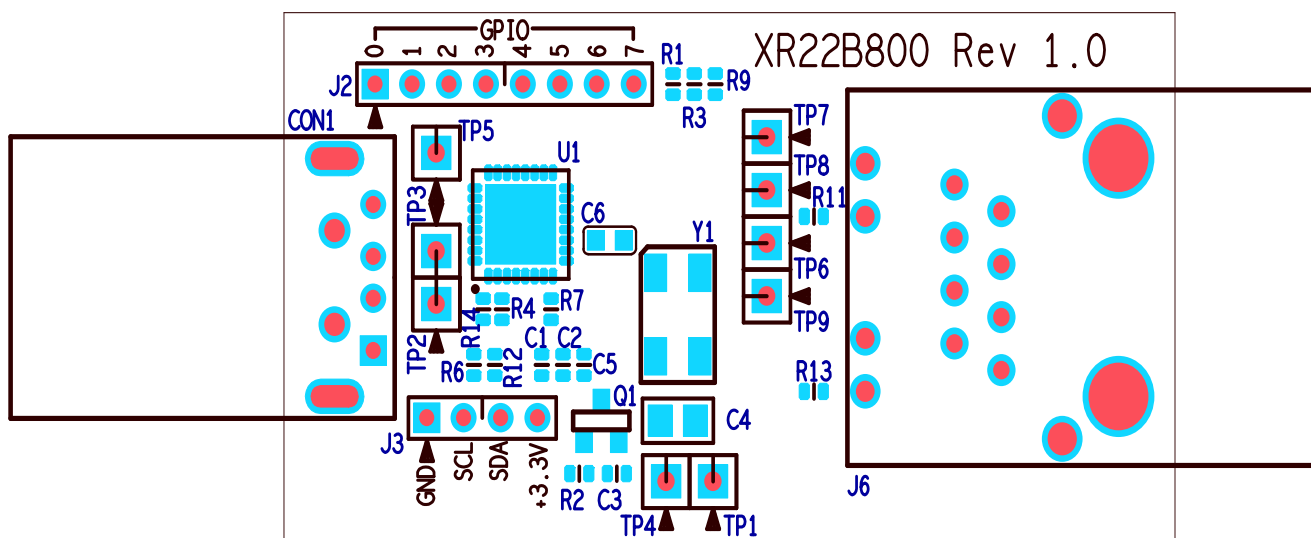 GPIO
0 1 2 3 4 5 6 7
XR22B800 Rev 1.0
R1
R9
R3
J2
CON1
TP5
U1
TP7
TP8
TP3
R11
C6
Y1
TP6
R14
R4
R7
TP9
TP2
C1
C2
C5
R6
R12
R13
Q1
C4
J3
GND
SCL
SDA
+3.3V
R2
C3
TP4
TP1
J6